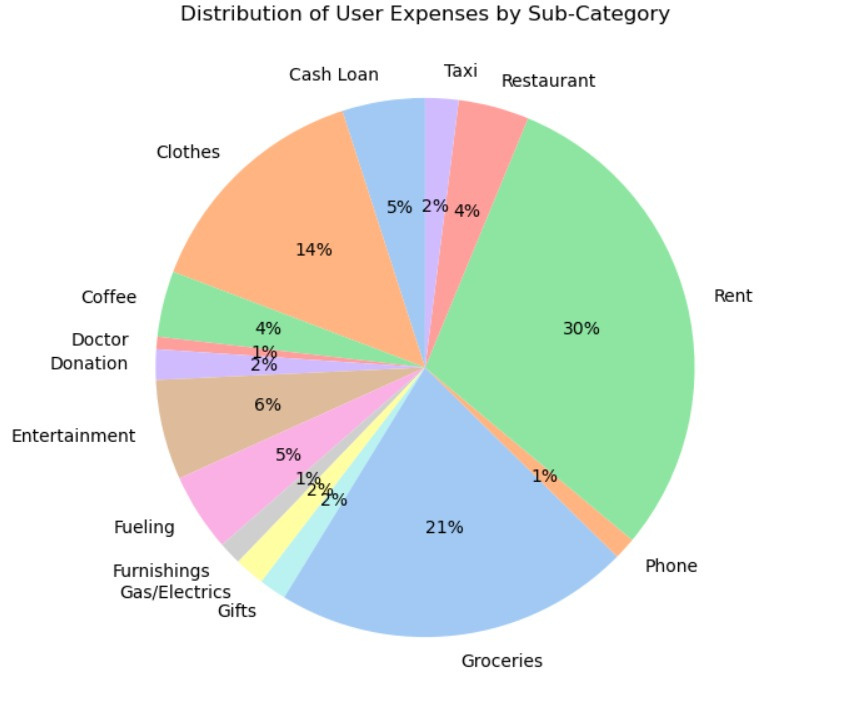 Distribution of User Expenses by Sub-Category
Taxi
Cash Loan
Restaurant
Clothes
5%
2%
4%
14%
Coffee
Rent
4%
30%
Doctor
1%
Donation
2%
6%
Entertainment
5%
1%
1%
2%
2%
Fueling
21%
Phone
Furnishings
Gas/Electrics
Gifts
Groceries